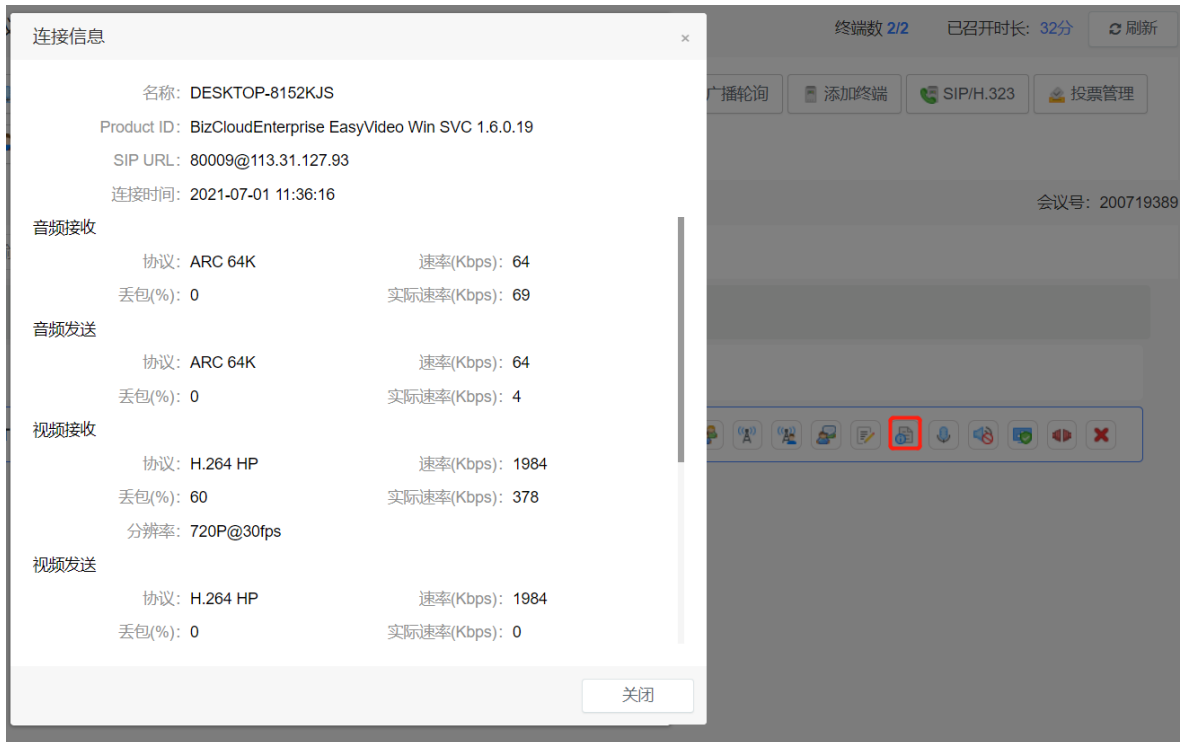 连接信息
×
终端数 2/2 已召开时长: 32分 刷新
名称: DESKTOP-8152KJS
广播轮询 添加终端 SIP/H.323 投票管理
Product ID: BizCloudEnterprise EasyVideo Win SVC 1.6.0.19
SIP URL: 80009@113.31.127.93
连接时间: 2021-07-01 11:36:16
会议号: 200719389
音频接收
协议: ARC 64K 速率(Kbps): 64
丢包(%): 0 实际速率(Kbps): 69
音频发送
协议: ARC 64K 速率(Kbps): 64
丢包(%): 0 实际速率(Kbps): 4
视频接收
协议: H.264 HP 速率(Kbps): 1984
丢包(%): 60 实际速率(Kbps): 378
分辨率: 720P@30fps
视频发送
协议: H.264 HP 速率(Kbps): 1984
丢包(%): 0 实际速率(Kbps): 0
关闭